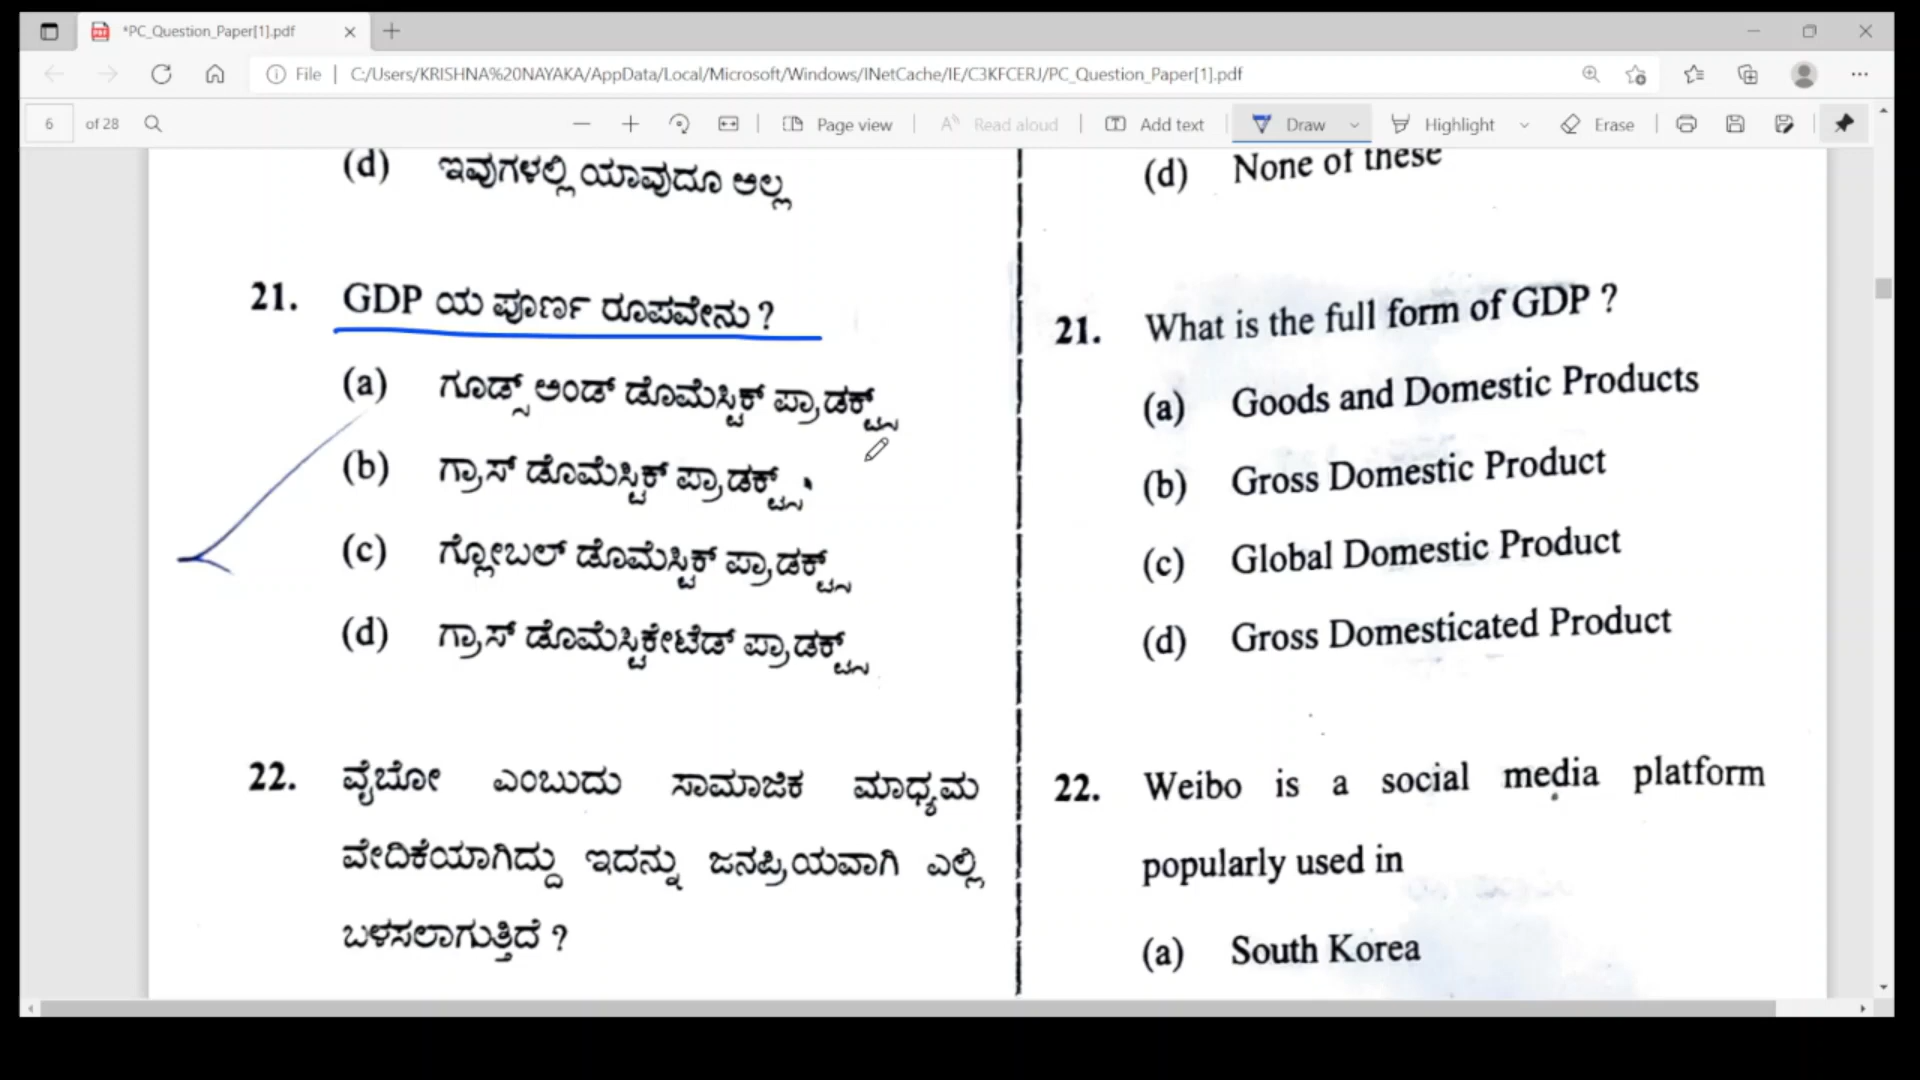 *PC_Question_Paper[1].pdf
File | C:/Users/KRISHNA%20NAYAKA/AppData/Local/Microsoft/Windows/INetCache/IE/C3KFCERJ/PC_Question_Paper[1].pdf
6 of 28 Page view Read aloud Add text Draw Highlight Erase
(d) ಇವುಗಳಲ್ಲಿ ಯಾವುದೂ ಅಲ್ಲ
21. GDP ಯ ಪೂರ್ಣ ರೂಪವೇನು ?
(a) ಗೂಡ್ಸ್ ಅಂಡ್ ಡೊಮೆಸ್ಟಿಕ್ ಪ್ರಾಡಕ್ಟ್ಸ್
(b) ಗ್ರಾಸ್ ಡೊಮೆಸ್ಟಿಕ್ ಪ್ರಾಡಕ್ಟ್ಸ್
(c) ಗ್ಲೋಬಲ್ ಡೊಮೆಸ್ಟಿಕ್ ಪ್ರಾಡಕ್ಟ್ಸ್
(d) ಗ್ರಾಸ್ ಡೊಮೆಸ್ಟಿಕೇಟೆಡ್ ಪ್ರಾಡಕ್ಟ್ಸ್
22. ವೈಬೋ ಎಂಬುದು ಸಾಮಾಜಿಕ ಮಾಧ್ಯಮ
ವೇದಿಕೆಯಾಗಿದ್ದು ಇದನ್ನು ಜನಪ್ರಿಯವಾಗಿ ಎಲ್ಲಿ
ಬಳಸಲಾಗುತ್ತಿದೆ ?
(d) None of these
21. What is the full form of GDP ?
(a) Goods and Domestic Products
(b) Gross Domestic Product
(c) Global Domestic Product
(d) Gross Domesticated Product
22. Weibo is a social media platform
popularly used in
(a) South Korea